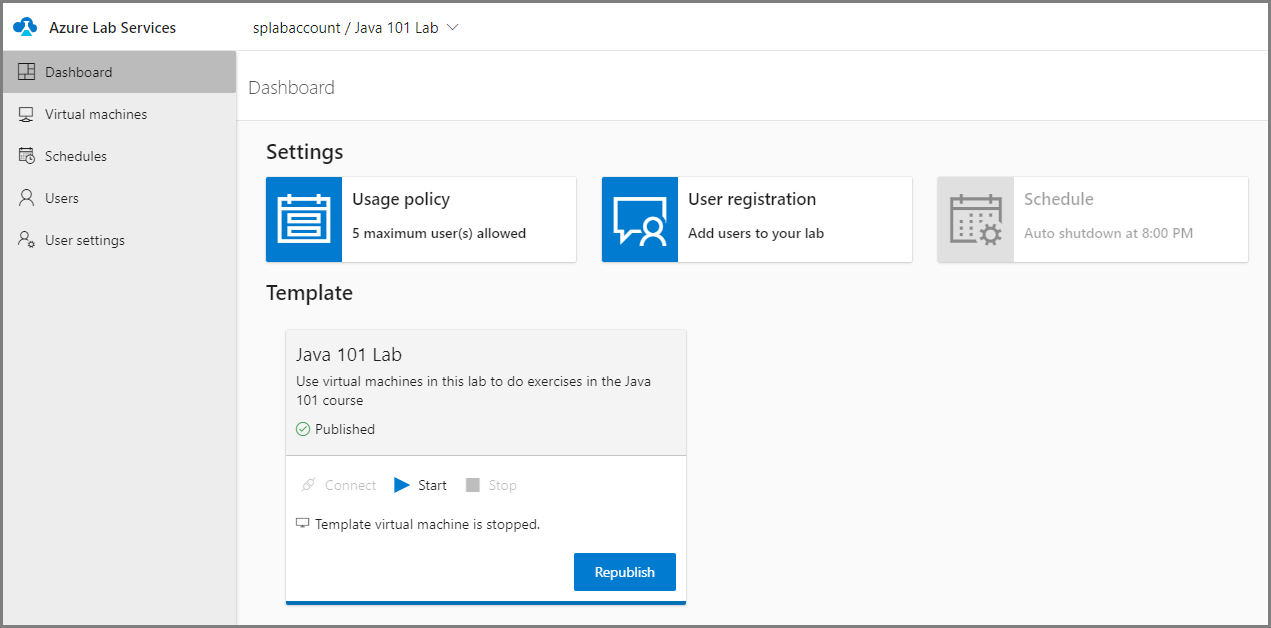 Azure Lab Services
splabaccount / Java 101 Lab
Dashboard
Virtual machines
Schedules
Users
User settings
Dashboard
Settings
Usage policy
5 maximum user(s) allowed
User registration
Add users to your lab
Schedule
Auto shutdown at 8:00 PM
Template
Java 101 Lab
Use virtual machines in this lab to do exercises in the Java
101 course
Published
Connect Start Stop
Template virtual machine is stopped.
Republish